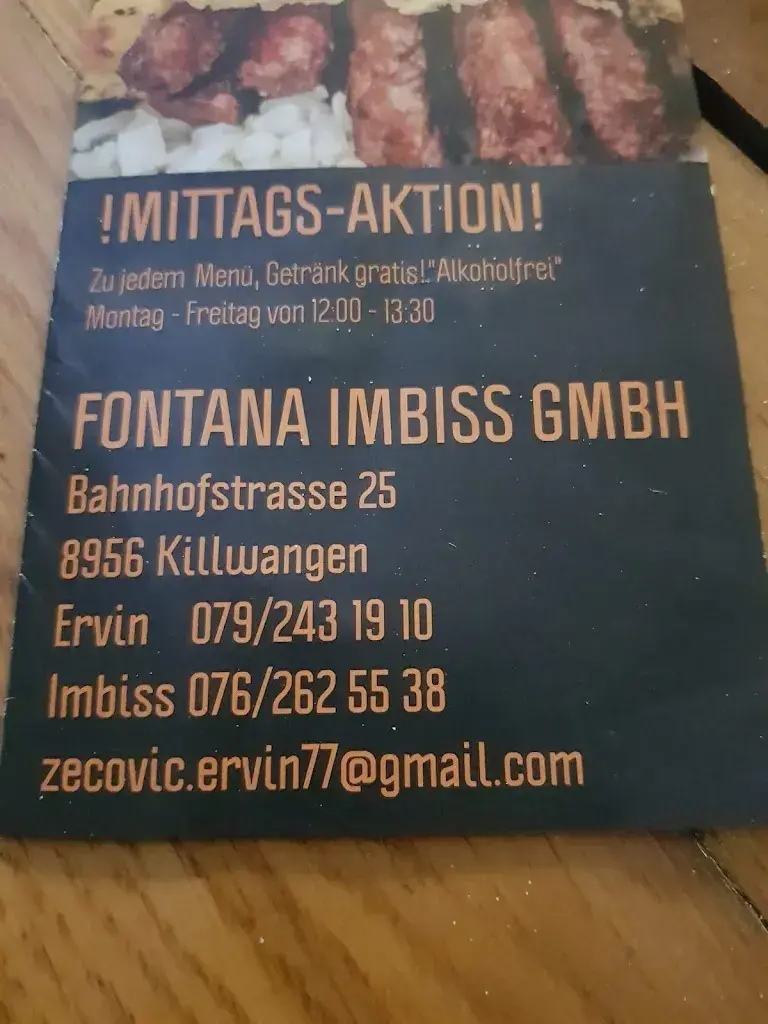 !MITTAGS-AKTION!
Zu jedem Menü, Getränk gratis!"Alkoholfrei"
Montag - Freitag von 12:00 - 13:30
FONTANA IMBISS GMBH
Bahnhofstrasse 25
8956 Killwangen
Ervin 079/243 19 10
Imbiss 076/262 55 38
zecovic.ervin77@gmail.com